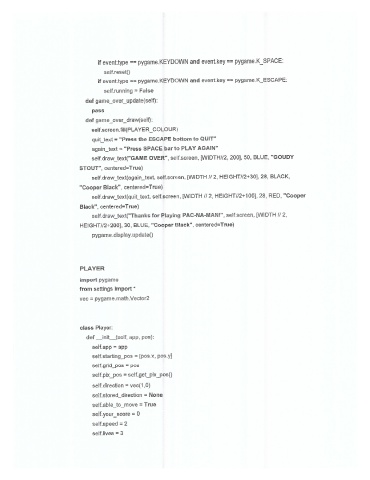 if event.type == pygame.KEYDOWN and event.key == pygame.K_SPACE:
self.reset()
if event.type == pygame.KEYDOWN and event.key == pygame.K_ESCAPE:
self.running = False
def game_over_update(self):
pass
def game_over_draw(self):
self.screen.fill(PLAYER_COLOUR)
quit_text = "Press the ESCAPE bottom to QUIT"
again_text = "Press SPACE bar to PLAY AGAIN"
self.draw_text("GAME OVER", self.screen, [WIDTH//2, 200], 50, BLUE, "GOUDY
STOUT", centered=True)
self.draw_text(again_text, self.screen, [WIDTH // 2, HEIGHT//2+30], 28, BLACK,
"Cooper Black", centered=True)
self.draw_text(quit_text, self.screen, [WIDTH // 2, HEIGHT//2+100], 28, RED, "Cooper
Black", centered=True)
self.draw_text("Thanks for Playing PAC-NA-MAN!", self.screen, [WIDTH // 2,
HEIGHT//2+200], 30, BLUE, "Cooper Black", centered=True)
pygame.display.update()
PLAYER
import pygame
from settings import *
vec = pygame.math.Vector2
class Player:
def __init__(self, app, pos):
self.app = app
self.starting_pos = [pos.x, pos.y]
self.grid_pos = pos
self.pix_pos = self.get_pix_pos()
self.direction = vec(1,0)
self.stored_direction = None
self.able_to_move = True
self.your_score = 0
self.speed = 2
self.lives = 3